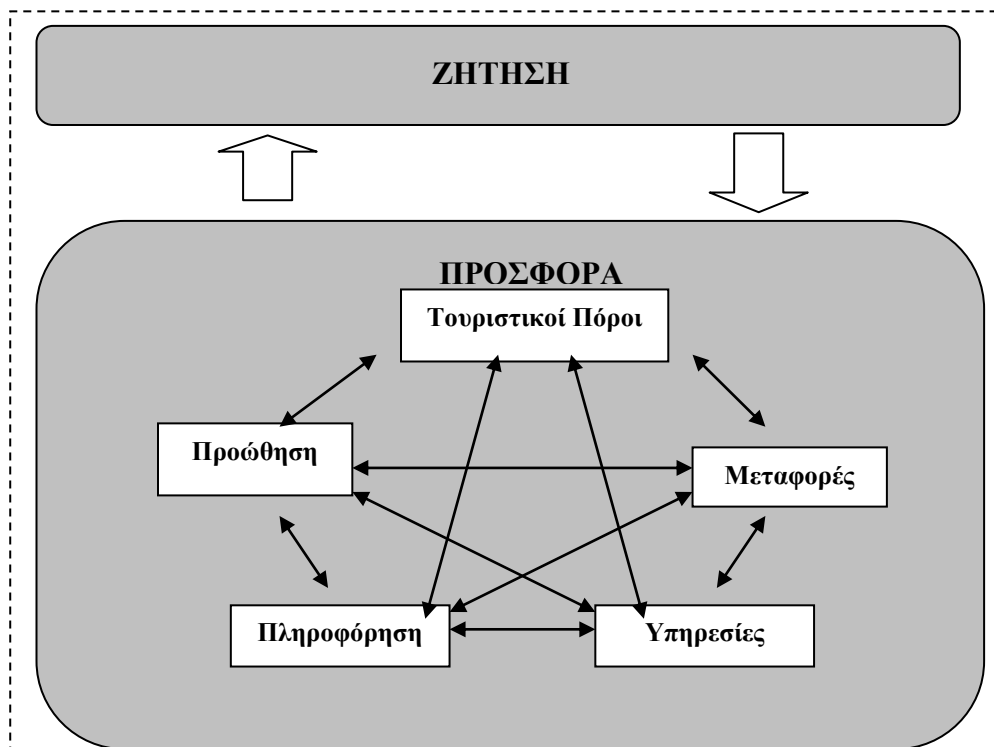 ΖΗΤΗΣΗ
ΠΡΟΣΦΟΡΑ
Τουριστικοί Πόροι
Προώθηση
Μεταφορές
Πληροφόρηση
Υπηρεσίες